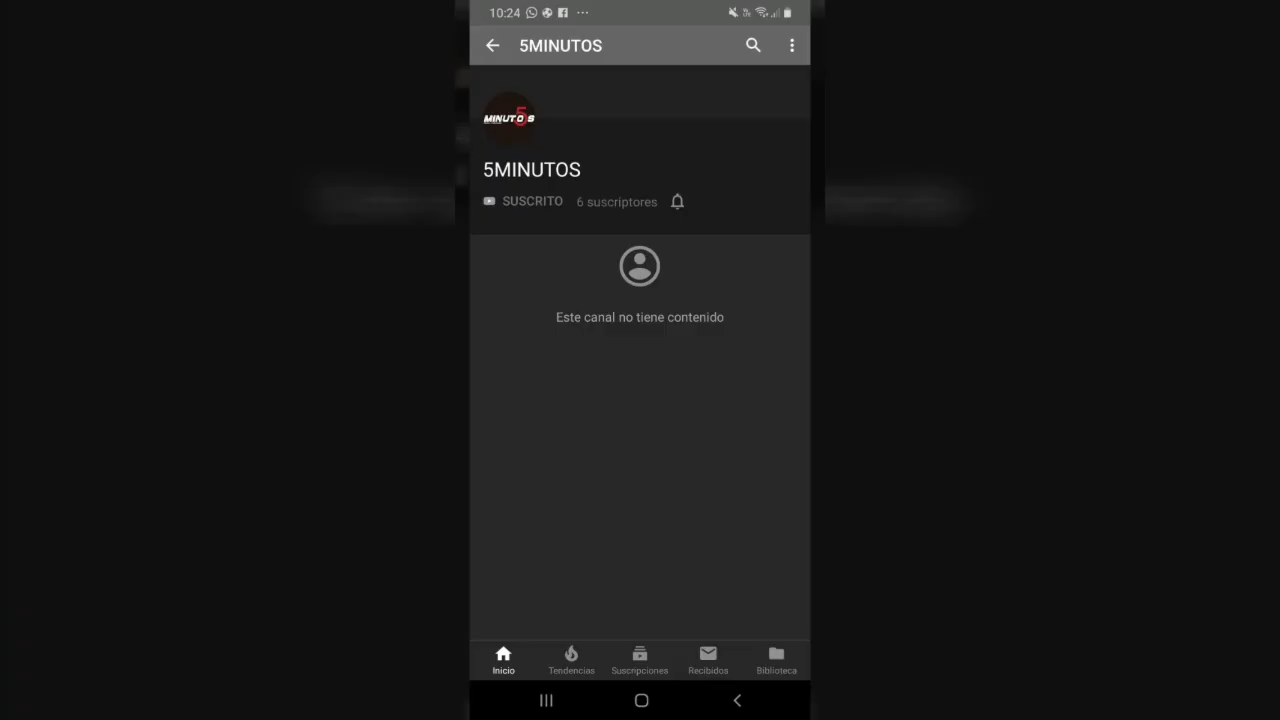 10:24
5MINUTOS
MINUTOS
5MINUTOS
SUSCRITO 6 suscriptores
Este canal no tiene contenido
Inicio Tendencias Suscripciones Recibidos Biblioteca